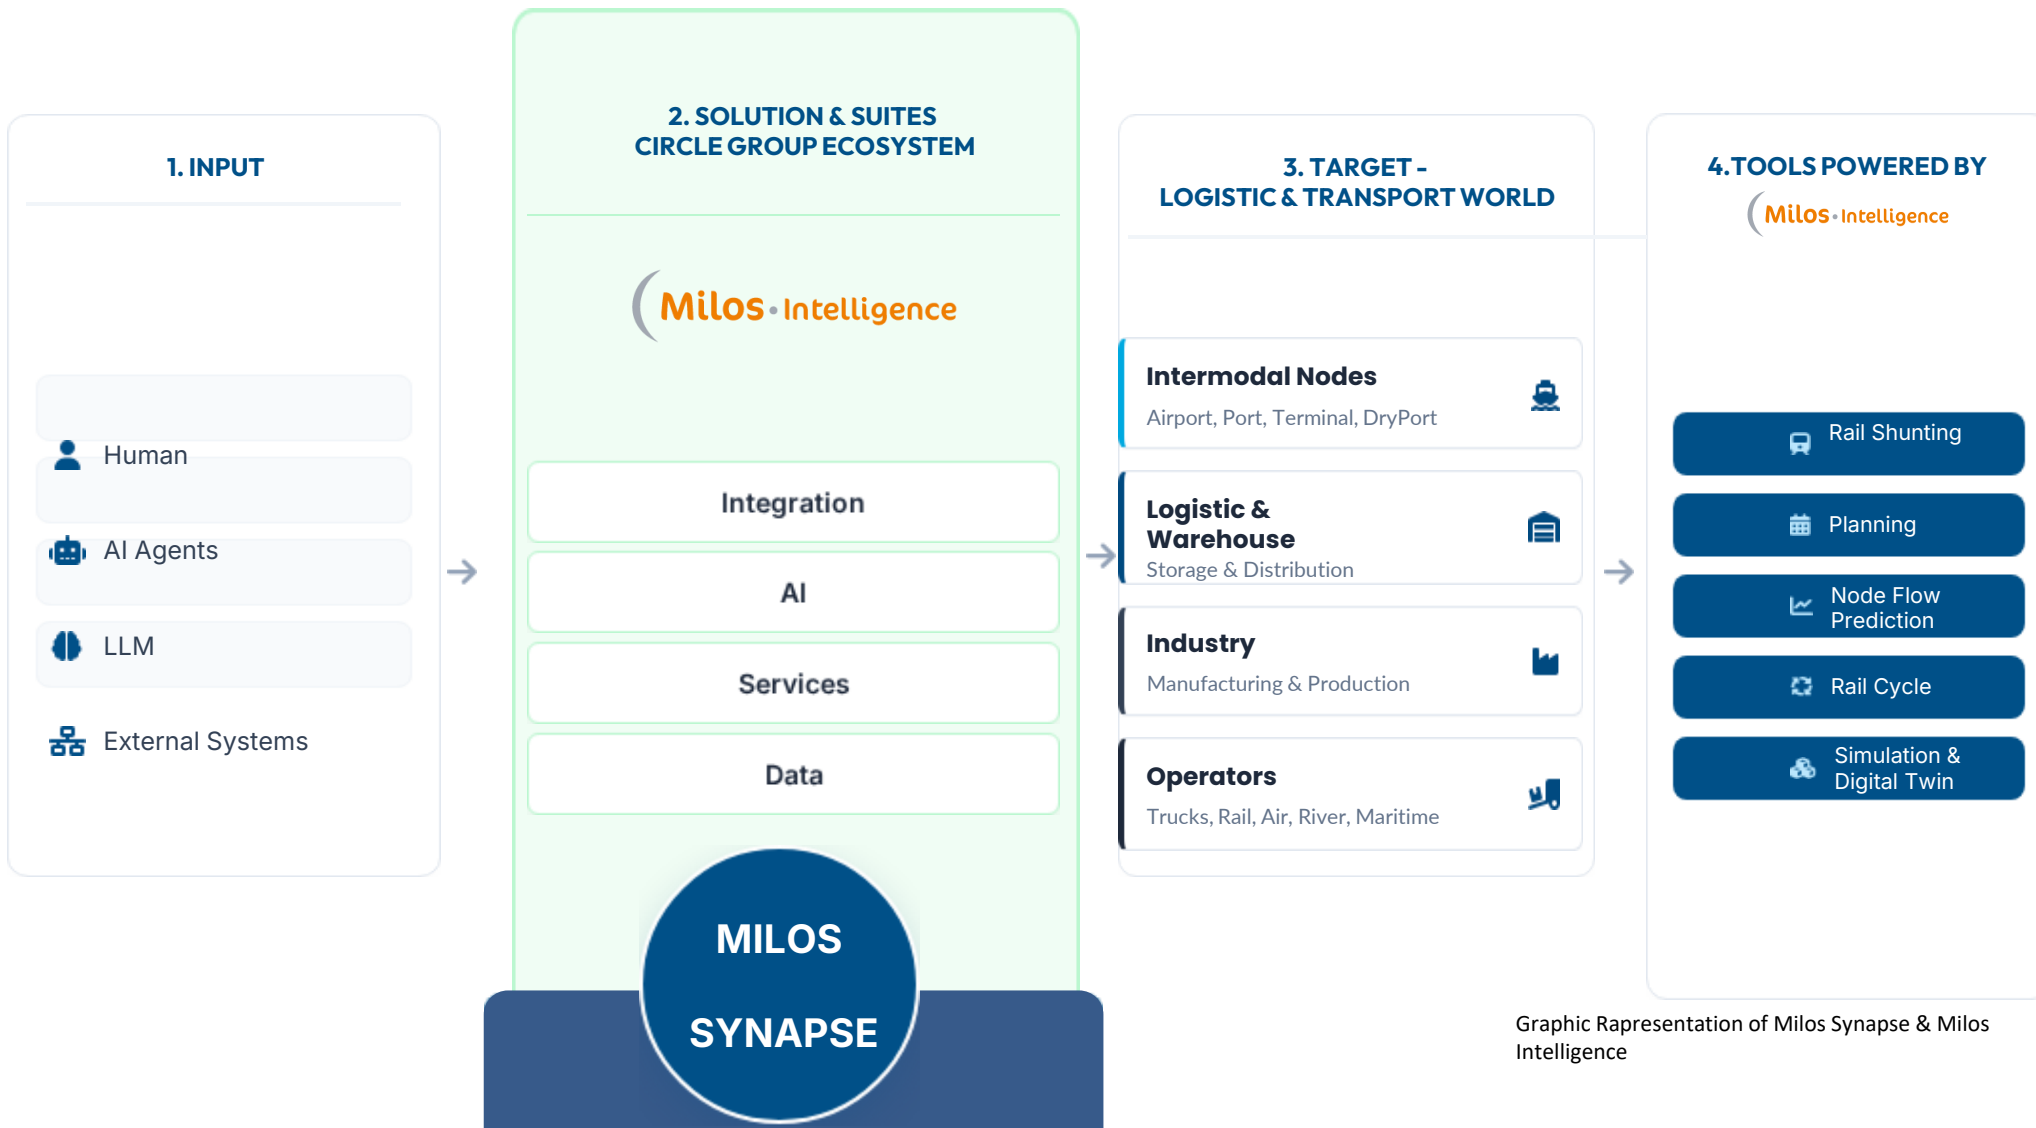 1. INPUT
Human
AI Agents
LLM
External Systems
2. SOLUTION & SUITES
CIRCLE GROUP ECOSYSTEM
Milos · Intelligence
Integration
AI
Services
Data
MILOS
SYNAPSE
3. TARGET -
LOGISTIC & TRANSPORT WORLD
Intermodal Nodes
Airport, Port, Terminal, DryPort
Logistic &
Warehouse
Storage & Distribution
Industry
Manufacturing & Production
Operators
Trucks, Rail, Air, River, Maritime
4.TOOLS POWERED BY
Milos · Intelligence
Rail Shunting
Planning
Node Flow
Prediction
Rail Cycle
Simulation &
Digital Twin
Graphic Rapresentation of Milos Synapse & Milos
Intelligence